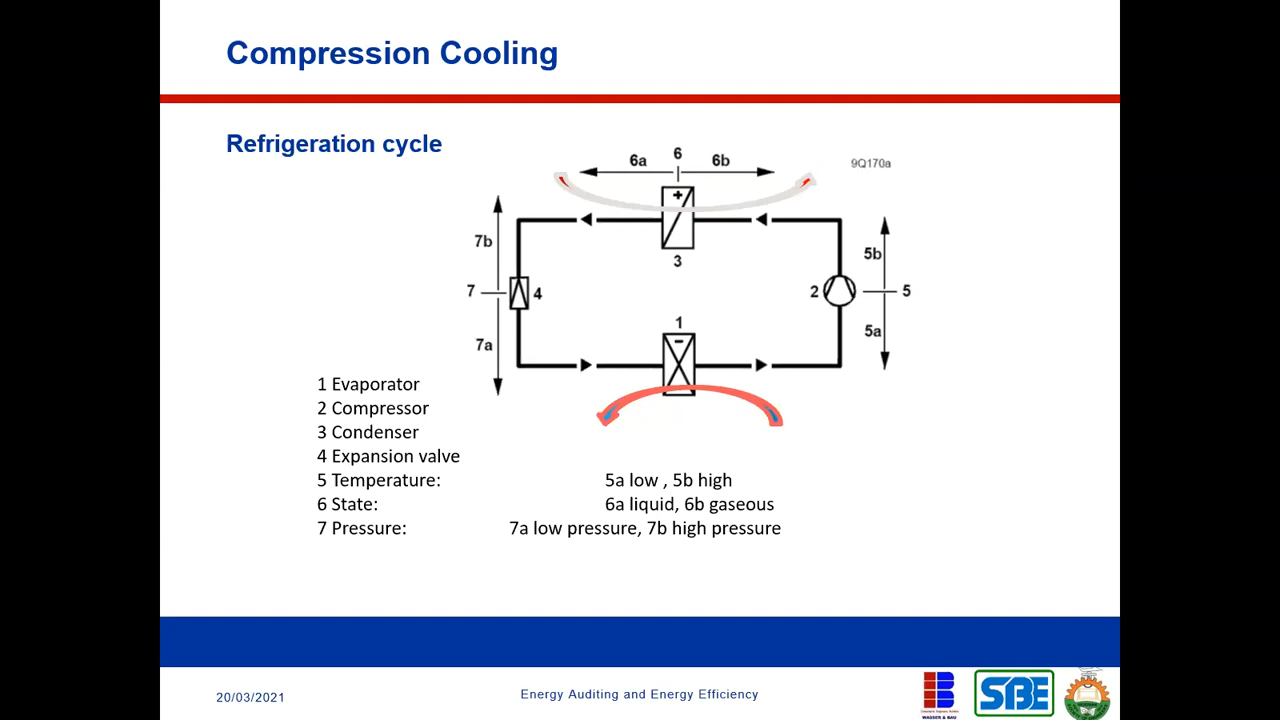 Compression Cooling
Refrigeration cycle
6a 6 6b
9Q170a
7b
5b
3
7 4
2 5
7a
1
5a
+
-
1 Evaporator
2 Compressor
3 Condenser
4 Expansion valve
5 Temperature: 5a low , 5b high
6 State: 6a liquid, 6b gaseous
7 Pressure: 7a low pressure, 7b high pressure
20/03/2021
Energy Auditing and Energy Efficiency
WASSER & BAU
SBE